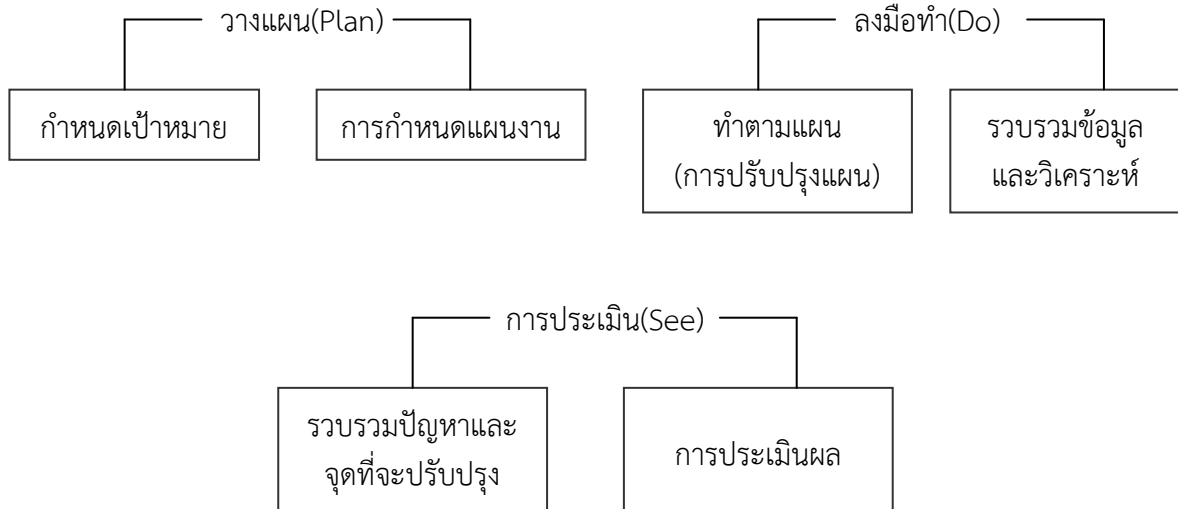 วางแผน(Plan)
ลงมือทำ(Do)
กำหนดเป้าหมาย
การกำหนดแผนงาน
ทำตามแผน
(การปรับปรุงแผน)
รวบรวมข้อมูล
และวิเคราะห์
การประเมิน(See)
รวบรวมปัญหาและ
จุดที่จะปรับปรุง
การประเมินผล